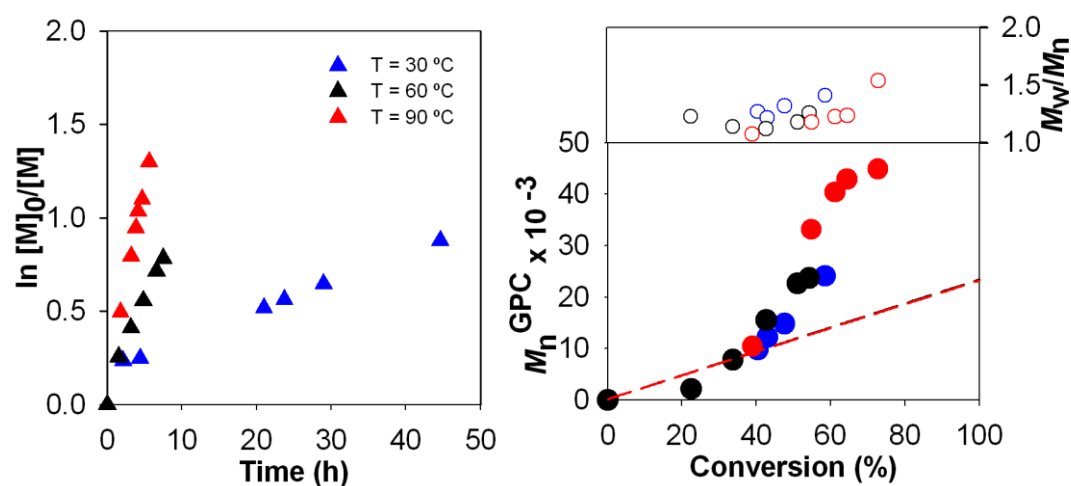 2.0
1.5
1.0
0.5
0.0
ln [M]0/[M]
T = 30 ºC
T = 60 ºC
T = 90 ºC
0 10 20 30 40 50
Time (h)
2.0
1.5
1.0
Mw/Mn
50
40
30
20
10
0
Mn GPC x 10 -3
0 20 40 60 80 100
Conversion (%)